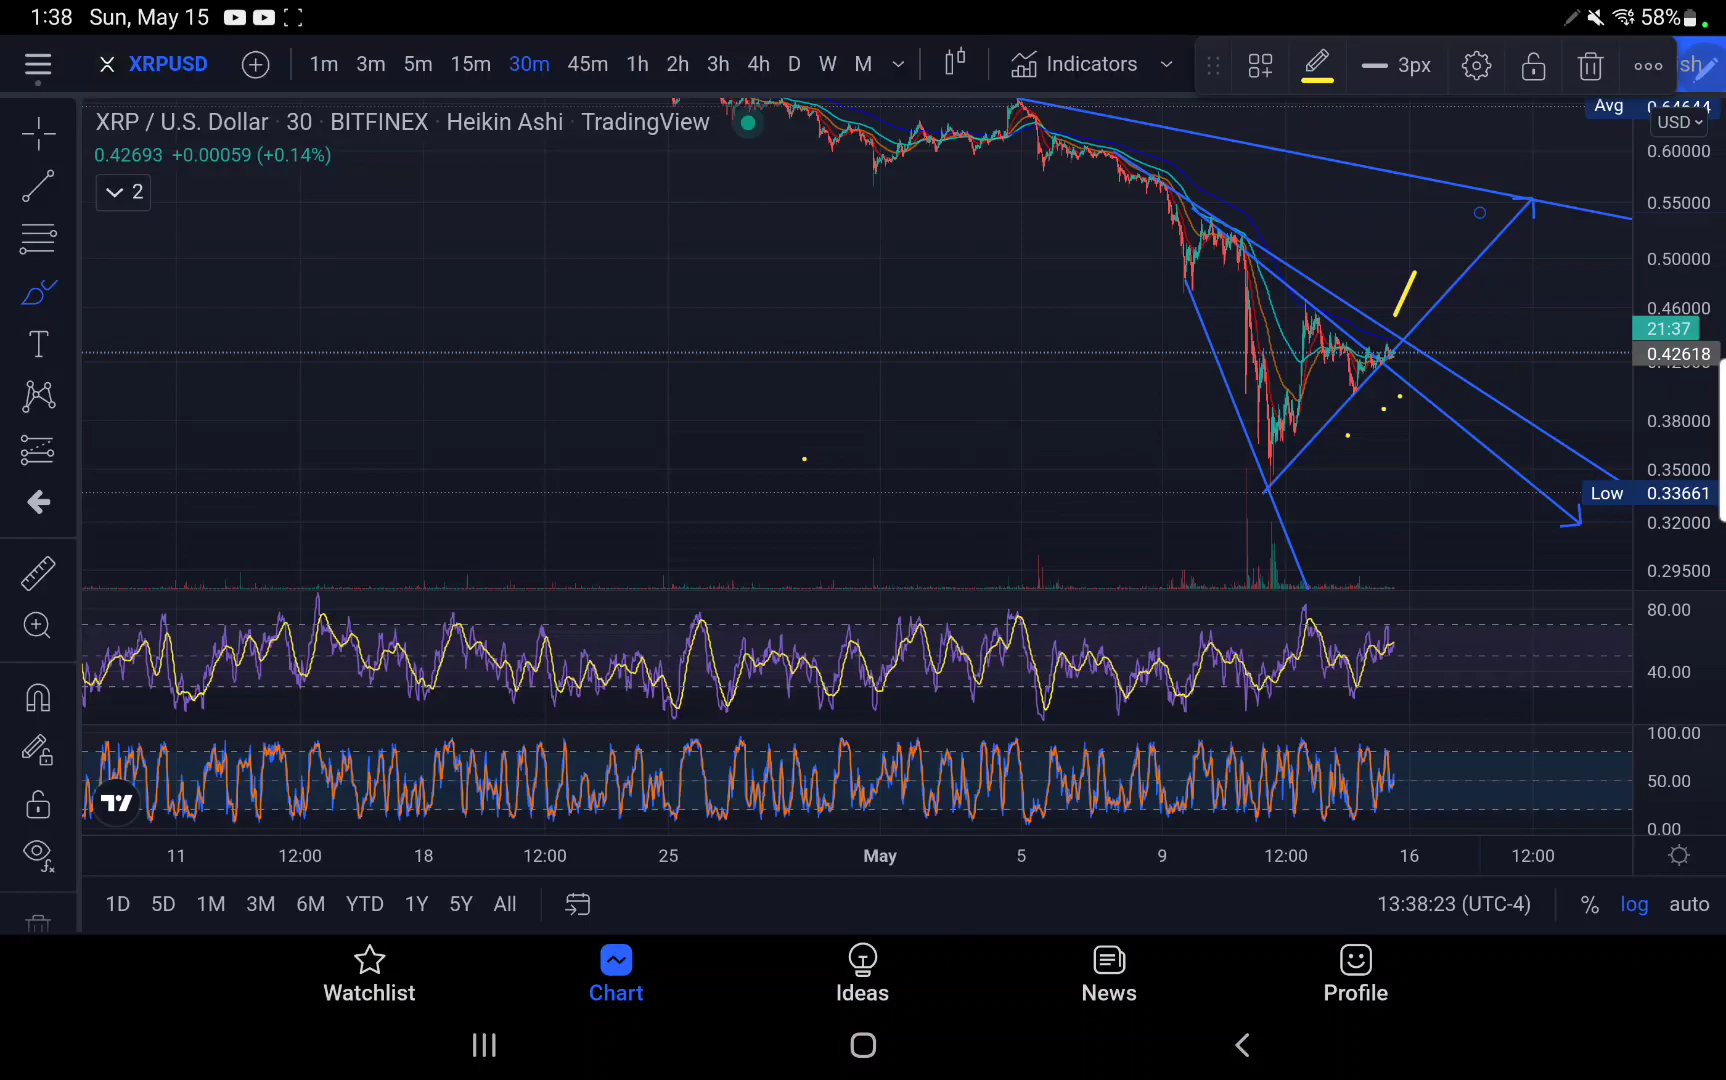 1:38 Sun, May 15 58%
XRPUSD 1m 3m 5m 15m 30m 45m 1h 2h 3h 4h D W M Indicators 3px sh
XRP / U.S. Dollar · 30 · BITFINEX · Heikin Ashi · TradingView
0.42693 +0.00059 (+0.14%)
2
Avg 0.64644
USD
0.60000
0.55000
0.50000
0.46000
21:37
0.42618
0.38000
0.35000
Low 0.33661
0.32000
0.29500
80.00
40.00
100.00
50.00
0.00
11 12:00 18 12:00 25 May 5 9 12:00 16 12:00
1D 5D 1M 3M 6M YTD 1Y 5Y All 13:38:23 (UTC-4) % log auto
Watchlist Chart Ideas News Profile